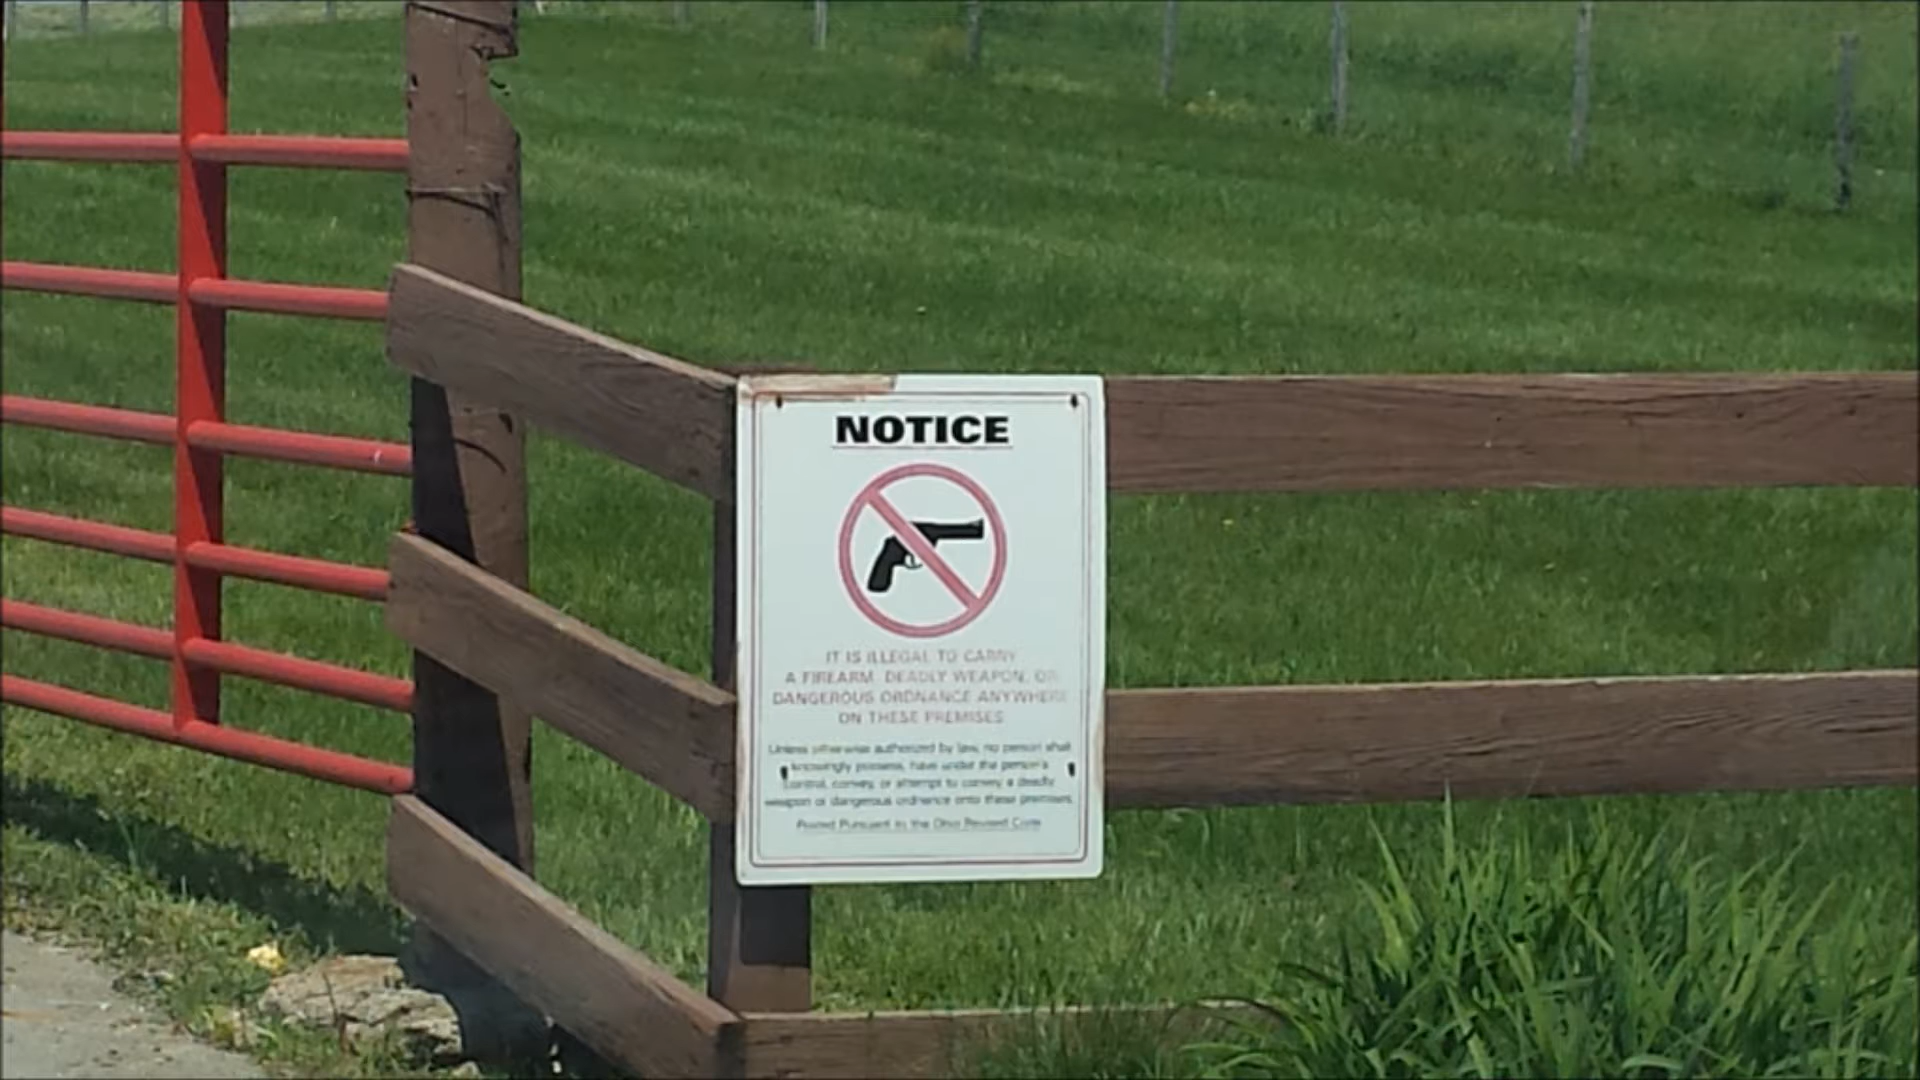 NOTICE
IT IS ILLEGAL TO CARRY
A FIREARM, DEADLY WEAPON, OR
DANGEROUS ORDNANCE ANYWHERE
ON THESE PREMISES
Unless otherwise authorized by law, no person shall
knowingly possess, have under the person's
control, convey, or attempt to convey a deadly
weapon or dangerous ordnance onto these premises.
Posted Pursuant to the Ohio Revised Code